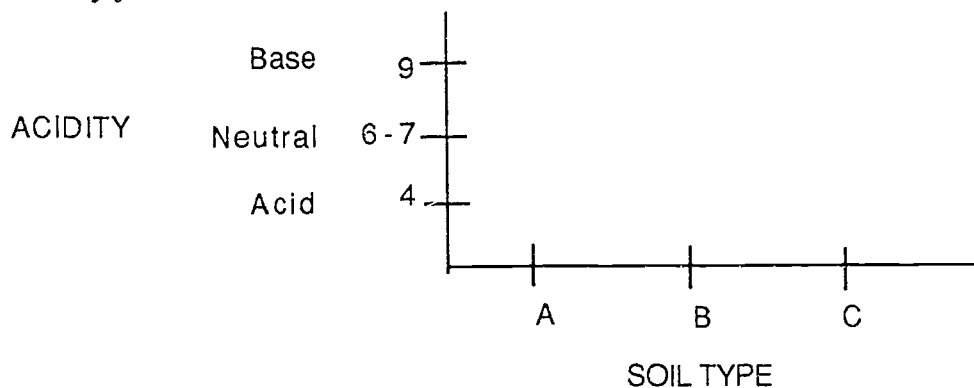 Base 9
ACIDITY Neutral 6-7
Acid 4
A B C
SOIL TYPE